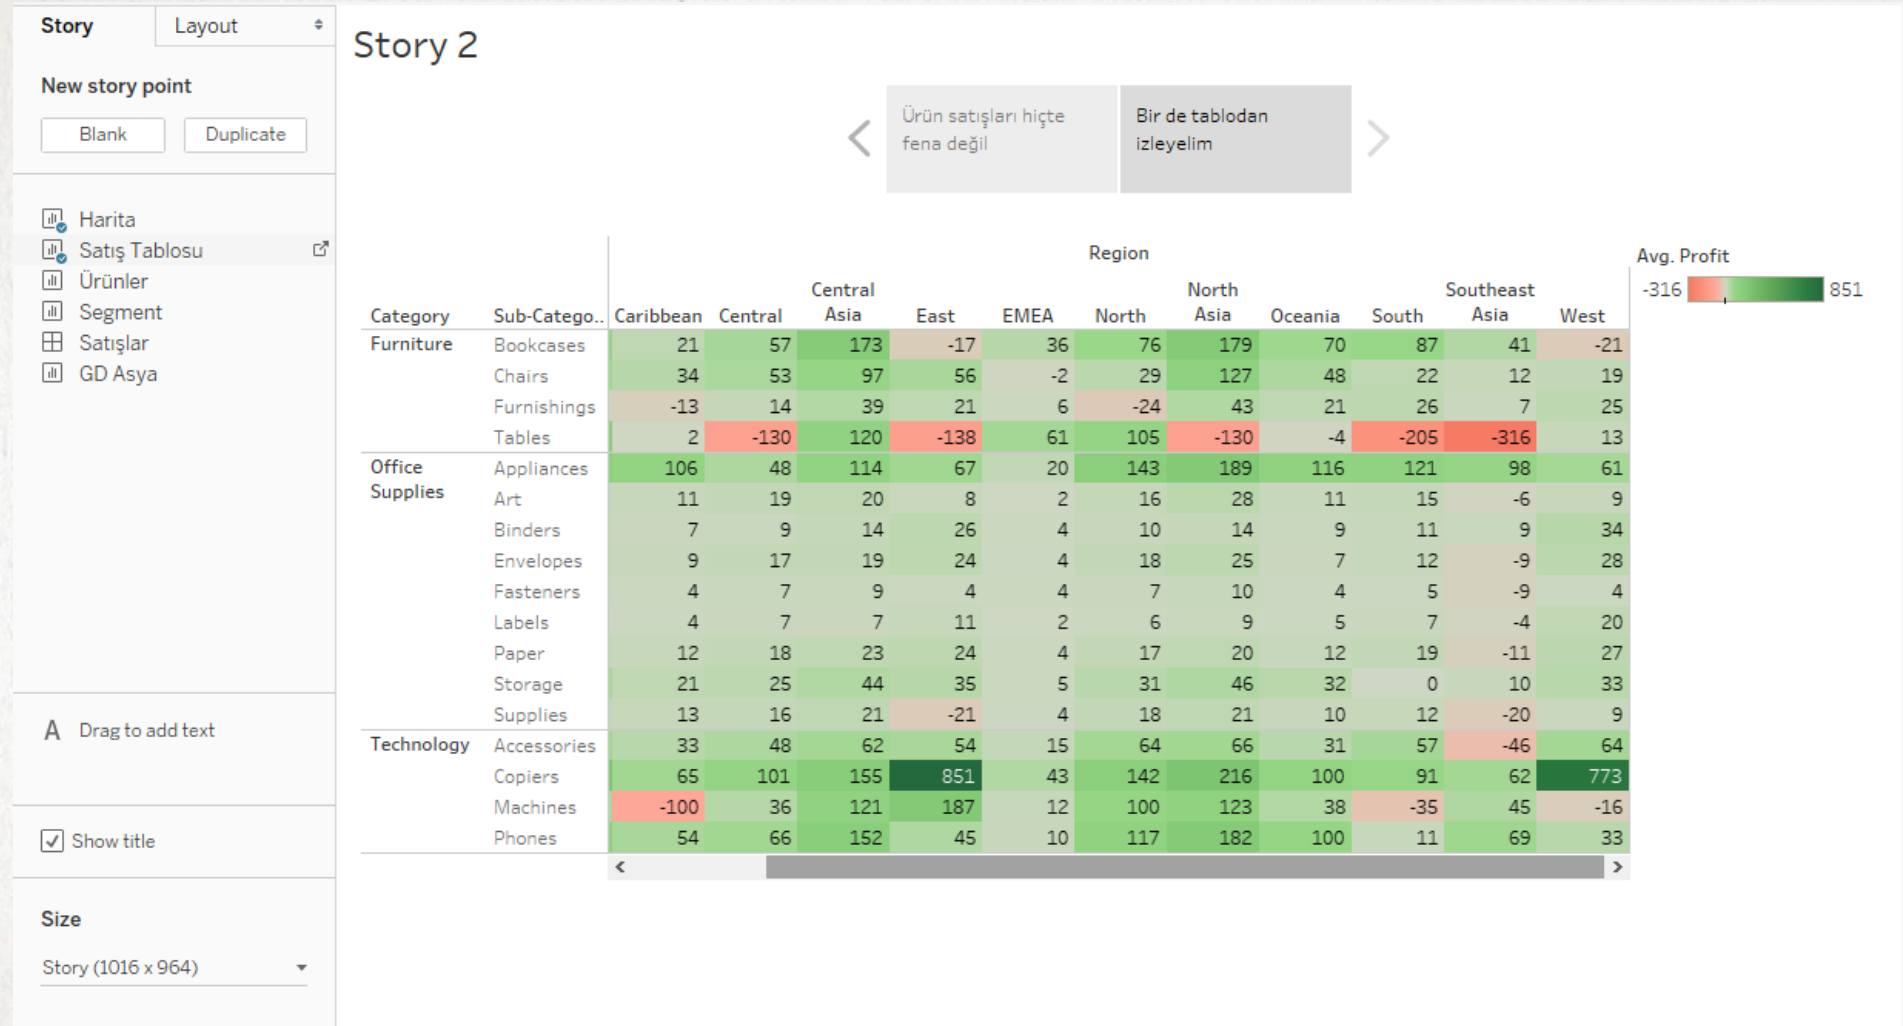 Story Layout
New story point
Blank Duplicate
Harita
Satış Tablosu
Ürünler
Segment
Satışlar
GD Asya
A Drag to add text
Show title
Size
Story (1016 x 964)
Story 2
Ürün satışları hiçte
fena değil
Bir de tablodan
izleyelim
Region
Category Sub-Catego.. Caribbean Central Central Asia East EMEA North North Asia Oceania South Southeast Asia West
Furniture Bookcases 21 57 173 -17 36 76 179 70 87 41 -21
Chairs 34 53 97 56 -2 29 127 48 22 12 19
Furnishings -13 14 39 21 6 -24 43 21 26 7 25
Tables 2 -130 120 -138 61 105 -130 -4 -205 -316 13
Office Supplies Appliances 106 48 114 67 20 143 189 116 121 98 61
Art 11 19 20 8 2 16 28 11 15 -6 9
Binders 7 9 14 26 4 10 14 9 11 9 34
Envelopes 9 17 19 24 4 18 25 7 12 -9 28
Fasteners 4 7 9 4 4 7 10 4 5 -9 4
Labels 4 7 7 11 2 6 9 5 7 -4 20
Paper 12 18 23 24 4 17 20 12 19 -11 27
Storage 21 25 44 35 5 31 46 32 0 10 33
Supplies 13 16 21 -21 4 18 21 10 12 -20 9
Technology Accessories 33 48 62 54 15 64 66 31 57 -46 64
Copiers 65 101 155 851 43 142 216 100 91 62 773
Machines -100 36 121 187 12 100 123 38 -35 45 -16
Phones 54 66 152 45 10 117 182 100 11 69 33
Avg. Profit
-316 851